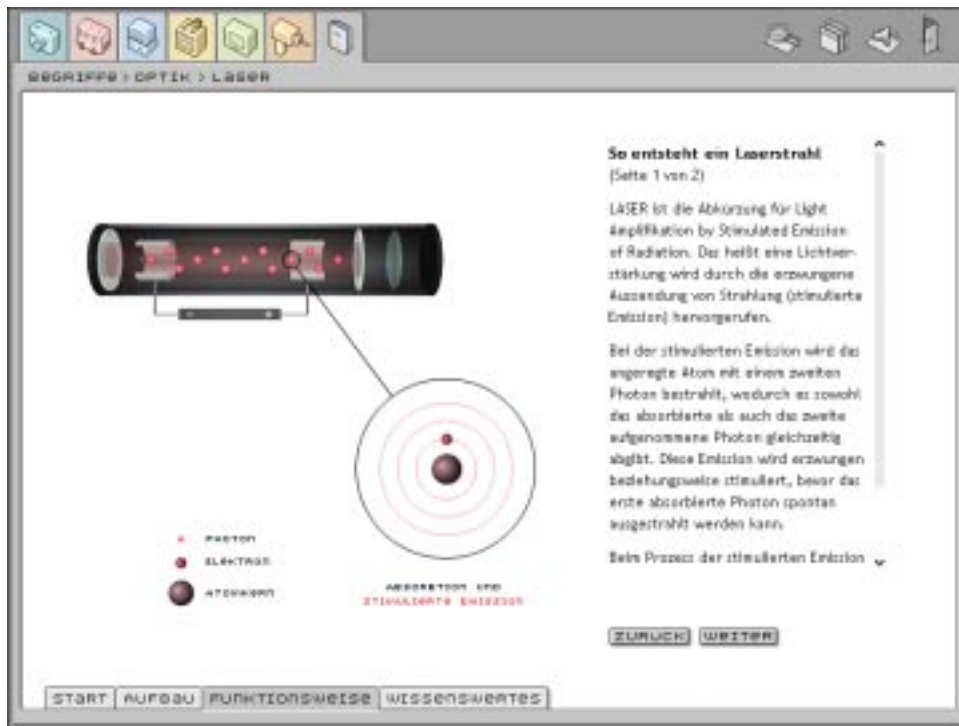 BEGRIFFE > OPTIK > LASER
So entsteht ein Laserstrahl
(Seite 1 von 2)
LASER ist die Abkürzung für Light
Amplifikation by Stimulated Emission
of Radiation. Das heißt eine Lichtver-
stärkung wird durch die erzwungene
Aussendung von Strahlung (stimulierte
Emission) hervorgerufen.
Bei der stimulierten Emission wird das
angeregte Atom mit einem zweiten
Photon bestrahlt, wodurch es sowohl
das absorbierte als auch das zweite
aufgenommene Photon gleichzeitig
abgibt. Diese Emission wird erzwungen
beziehungsweise stimuliert, bevor das
erste absorbierte Photon spontan
ausgestrahlt werden kann.
Beim Prozess der stimulierten Emission
PHOTON
ELEKTRON
ATOMKERN
ABSORPTION UND
STIMULIERTE EMISSION
ZURUCK WEITER
START AUFBAU FUNKTIONSWEISE WISSENSWERTES